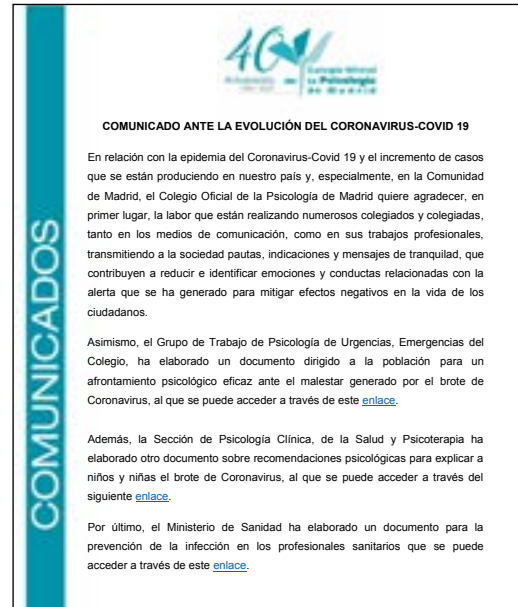 40
Colegio Oficial
de la Psicología
de Madrid
COMUNICADOS
COMUNICADO ANTE LA EVOLUCIÓN DEL CORONAVIRUS-COVID 19
En relación con la epidemia del Coronavirus-Covid 19 y el incremento de casos
que se están produciendo en nuestro país y, especialmente, en la Comunidad
de Madrid, el Colegio Oficial de la Psicología de Madrid quiere agradecer, en
primer lugar, la labor que están realizando numerosos colegiados y colegiadas,
tanto en los medios de comunicación, como en sus trabajos profesionales,
transmitiendo a la sociedad pautas, indicaciones y mensajes de tranquilad, que
contribuyen a reducir e identificar emociones y conductas relacionadas con la
alerta que se ha generado para mitigar efectos negativos en la vida de los
ciudadanos.
Asimismo, el Grupo de Trabajo de Psicología de Urgencias, Emergencias del
Colegio, ha elaborado un documento dirigido a la población para un
afrontamiento psicológico eficaz ante el malestar generado por el brote de
Coronavirus, al que se puede acceder a través de este enlace.
Además, la Sección de Psicología Clínica, de la Salud y Psicoterapia ha
elaborado otro documento sobre recomendaciones psicológicas para explicar a
niños y niñas el brote de Coronavirus, al que se puede acceder a través del
siguiente enlace.
Por último, el Ministerio de Sanidad ha elaborado un documento para la
prevención de la infección en los profesionales sanitarios que se puede
acceder a través de este enlace.